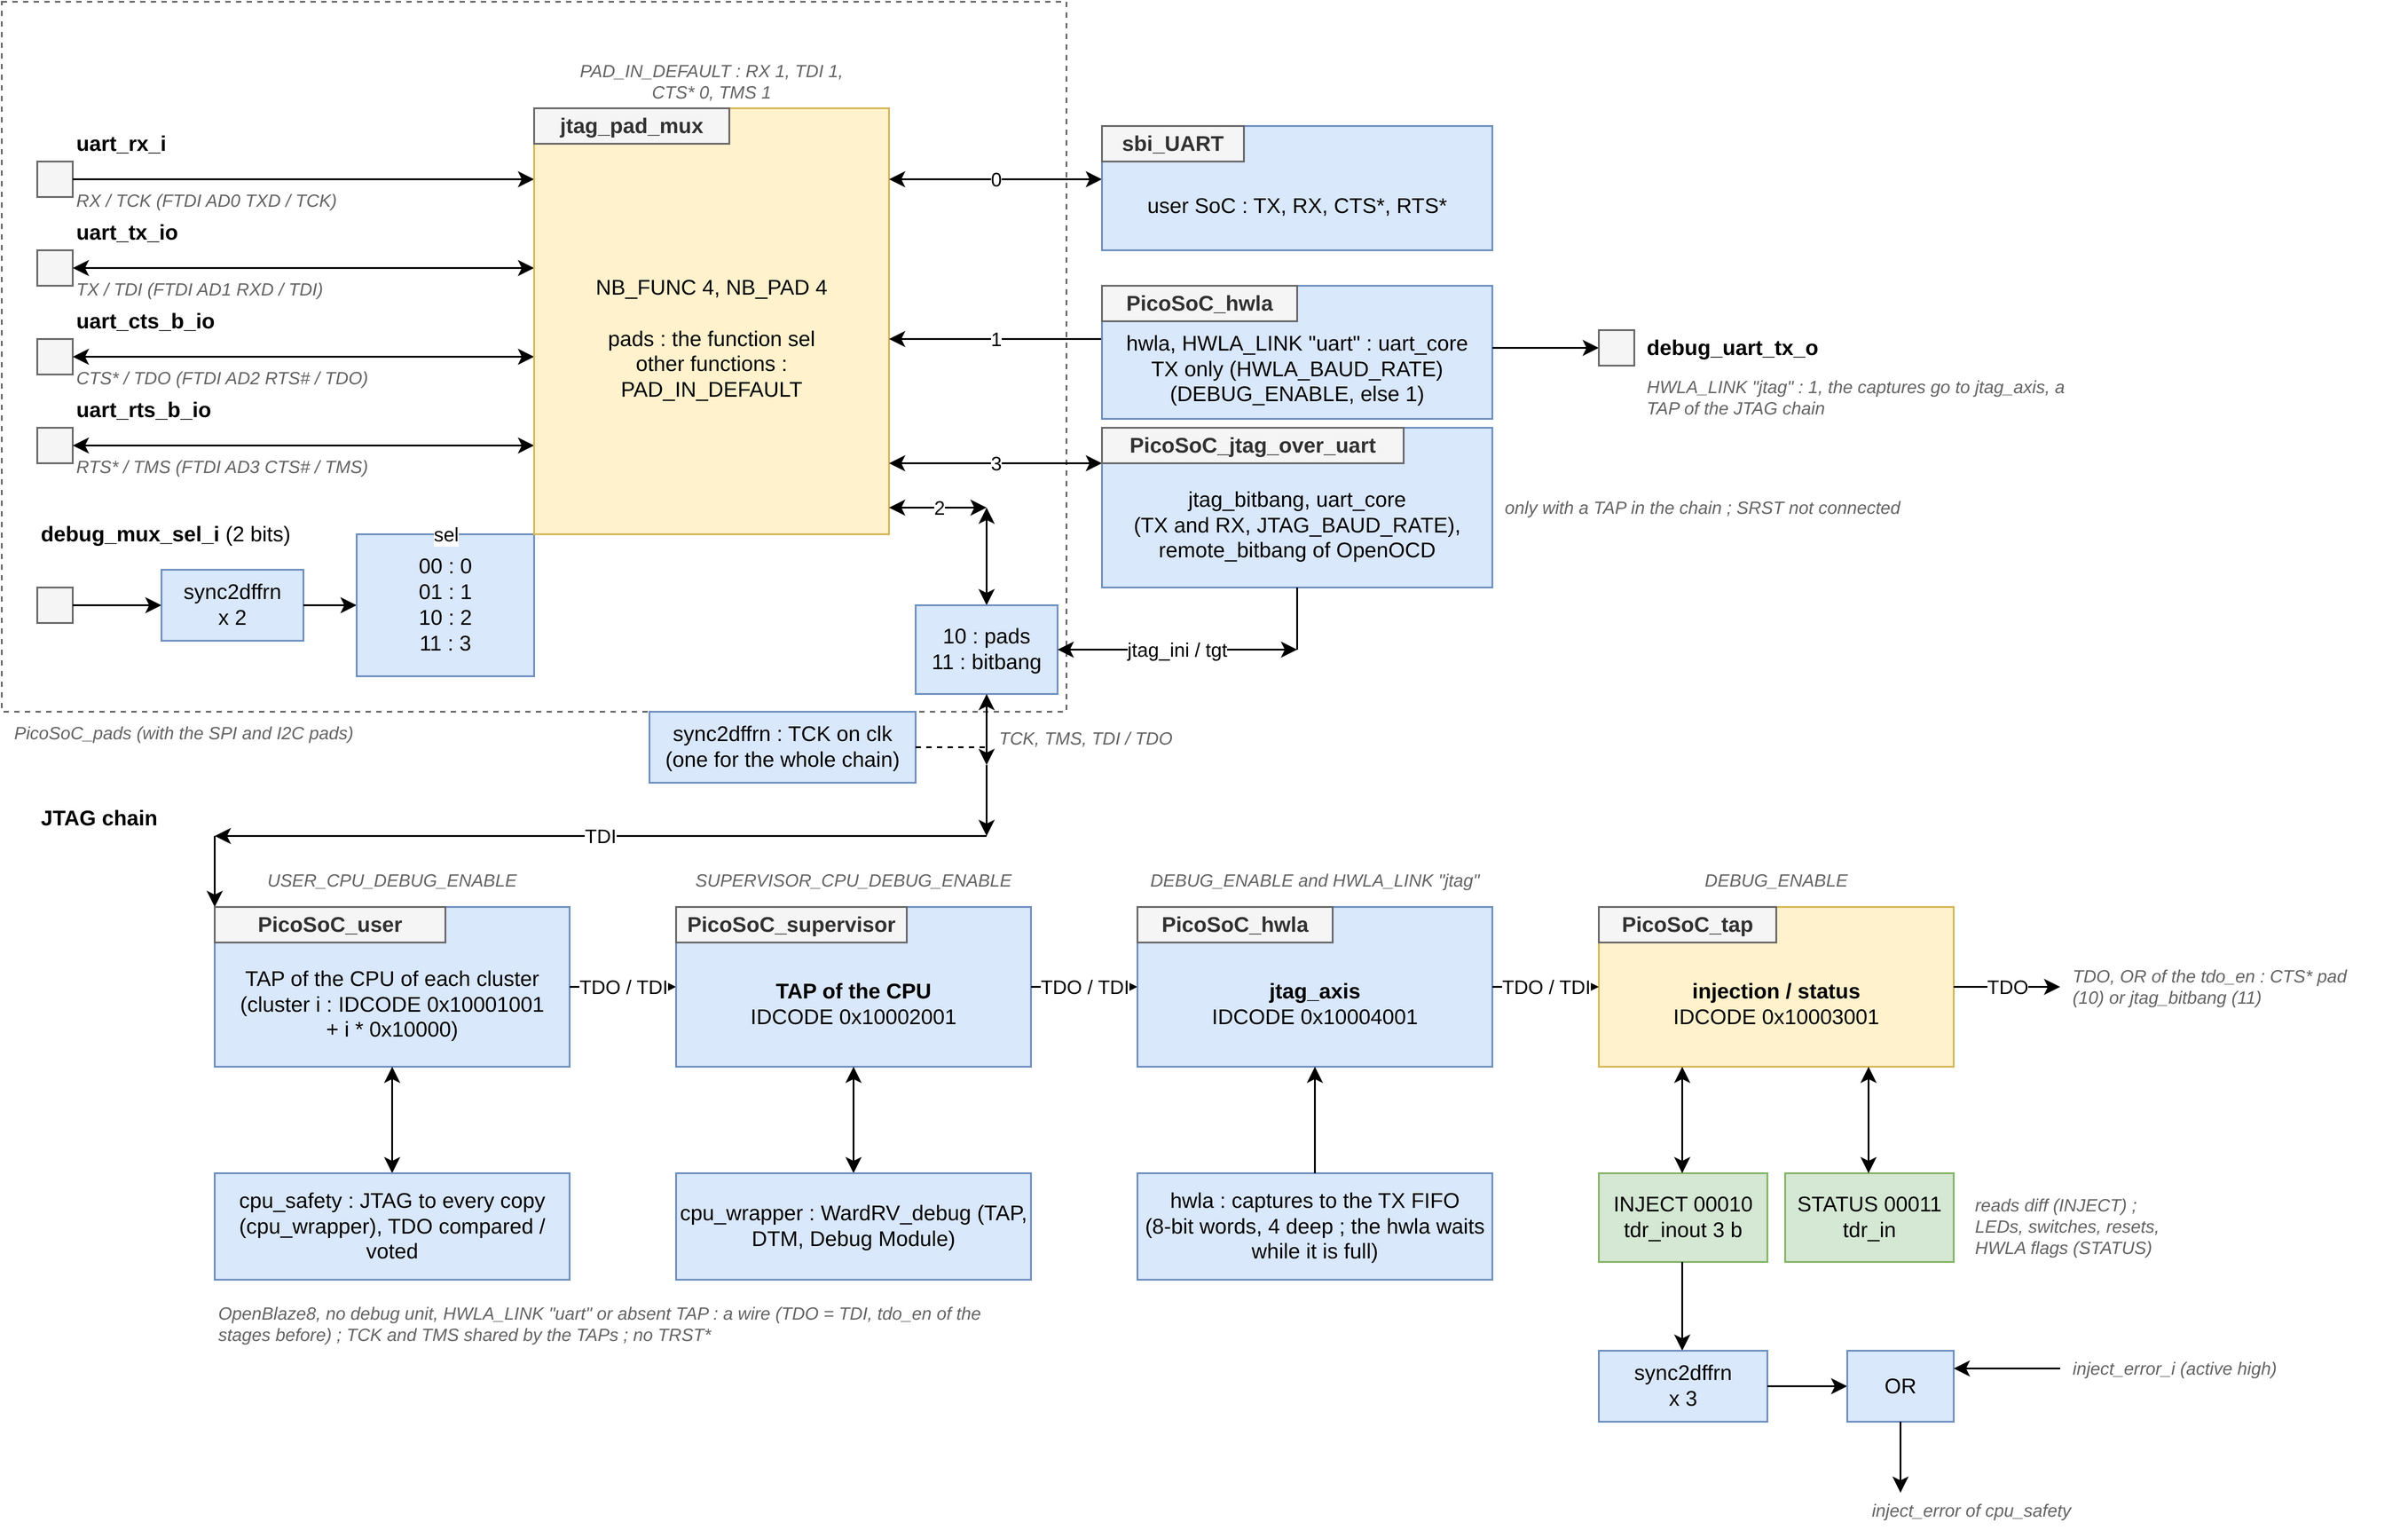 PAD_IN_DEFAULT : RX 1, TDI 1,
CTS* 0, TMS 1
jtag_pad_mux
NB_FUNC 4, NB_PAD 4
pads : the function sel
other functions :
PAD_IN_DEFAULT
uart_rx_i
RX / TCK (FTDI AD0 TXD / TCK)
uart_tx_io
TX / TDI (FTDI AD1 RXD / TDI)
uart_cts_b_io
CTS* / TDO (FTDI AD2 RTS# / TDO)
uart_rts_b_io
RTS* / TMS (FTDI AD3 CTS# / TMS)
debug_mux_sel_i (2 bits)
sync2dffrn
x 2
sel
00 : 0
01 : 1
10 : 2
11 : 3
0
1
3
2
sbi_UART
user SoC : TX, RX, CTS*, RTS*
PicoSoC_hwla
hwla, HWLA_LINK "uart" : uart_core
TX only (HWLA_BAUD_RATE)
(DEBUG_ENABLE, else 1)
debug_uart_tx_o
HWLA_LINK "jtag" : 1, the captures go to jtag_axis, a
TAP of the JTAG chain
PicoSoC_jtag_over_uart
jtag_bitbang, uart_core
(TX and RX, JTAG_BAUD_RATE),
remote_bitbang of OpenOCD
only with a TAP in the chain ; SRST not connected
10 : pads
11 : bitbang
jtag_ini / tgt
PicoSoC_pads (with the SPI and I2C pads)
sync2dffrn : TCK on clk
(one for the whole chain)
TCK, TMS, TDI / TDO
JTAG chain
TDI
USER_CPU_DEBUG_ENABLE
PicoSoC_user
TAP of the CPU of each cluster
(cluster i : IDCODE 0x10001001
+ i * 0x10000)
TDO / TDI
SUPERVISOR_CPU_DEBUG_ENABLE
PicoSoC_supervisor
TAP of the CPU
IDCODE 0x10002001
TDO / TDI
DEBUG_ENABLE and HWLA_LINK "jtag"
PicoSoC_hwla
jtag_axis
IDCODE 0x10004001
TDO / TDI
DEBUG_ENABLE
PicoSoC_tap
injection / status
IDCODE 0x10003001
TDO
TDO, OR of the tdo_en : CTS* pad
(10) or jtag_bitbang (11)
cpu_safety : JTAG to every copy
(cpu_wrapper), TDO compared /
voted
cpu_wrapper : WardRV_debug (TAP,
DTM, Debug Module)
hwla : captures to the TX FIFO
(8-bit words, 4 deep ; the hwla waits
while it is full)
INJECT 00010
tdr_inout 3 b
STATUS 00011
tdr_in
reads diff (INJECT) ;
LEDs, switches, resets,
HWLA flags (STATUS)
OpenBlaze8, no debug unit, HWLA_LINK "uart" or absent TAP : a wire (TDO = TDI, tdo_en of the
stages before) ; TCK and TMS shared by the TAPs ; no TRST*
sync2dffrn
x 3
OR
inject_error_i (active high)
inject_error of cpu_safety